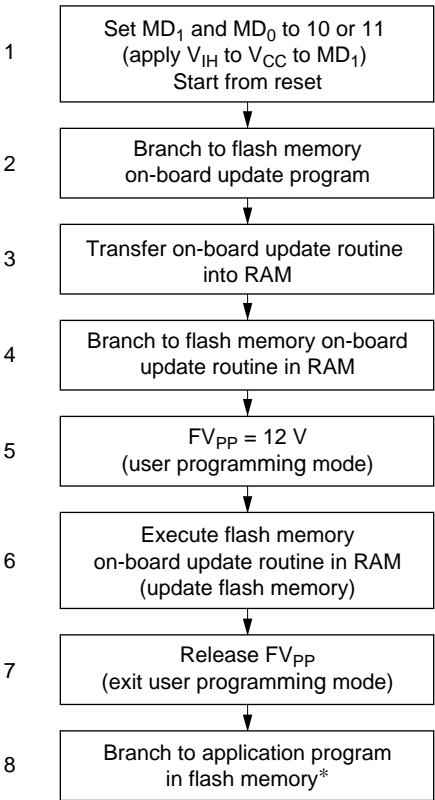 1
Set MD₁ and MD₀ to 10 or 11
(apply V_IH to V_CC to MD₁)
Start from reset
2
Branch to flash memory
on-board update program
3
Transfer on-board update routine
into RAM
4
Branch to flash memory on-board
update routine in RAM
5
FV_PP = 12 V
(user programming mode)
6
Execute flash memory
on-board update routine in RAM
(update flash memory)
7
Release FV_PP
(exit user programming mode)
8
Branch to application program
in flash memory*